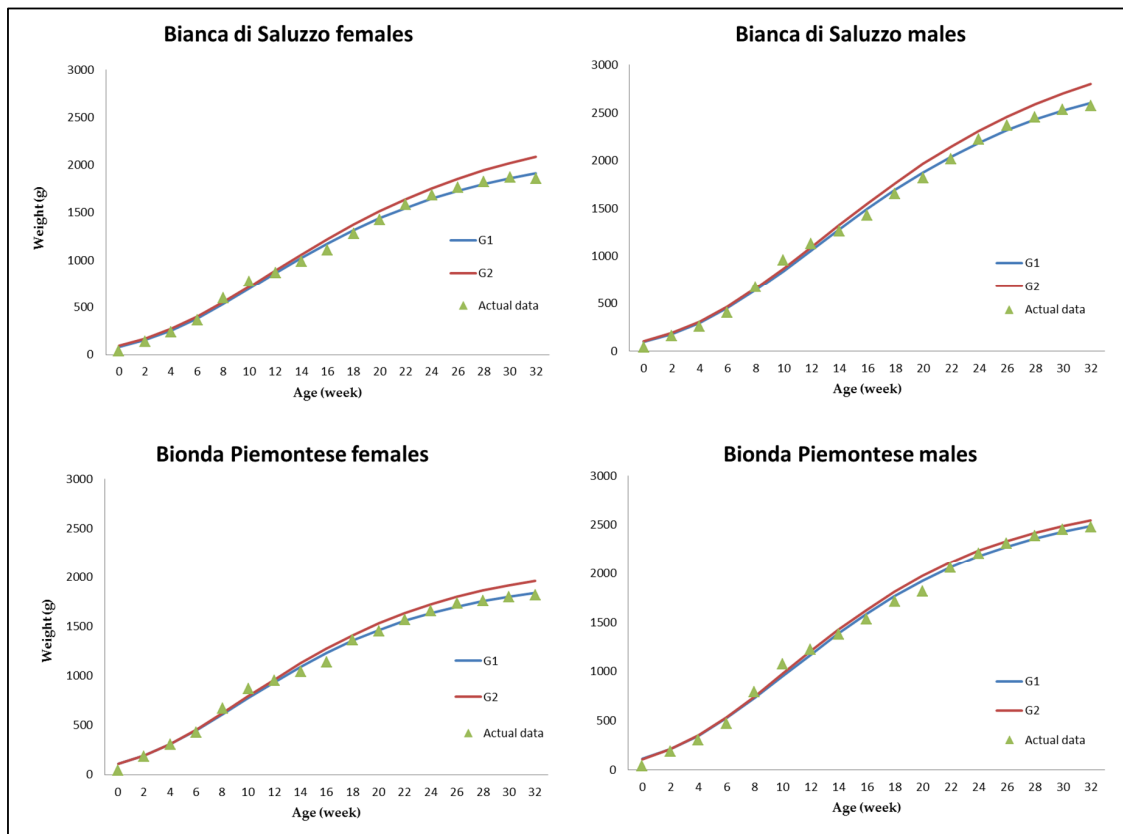 Bianca di Saluzzo females
3000
2500
2000
1500
1000
500
0
Weight (g)
G1
G2
Actual data
0 2 4 6 8 10 12 14 16 18 20 22 24 26 28 30 32
Age (week)
Bianca di Saluzzo males
3000
2500
2000
1500
1000
500
0
G1
G2
Actual data
0 2 4 6 8 10 12 14 16 18 20 22 24 26 28 30 32
Age (week)
Bionda Piemontese females
3000
2500
2000
1500
1000
500
0
Weight (g)
G1
G2
Actual data
0 2 4 6 8 10 12 14 16 18 20 22 24 26 28 30 32
Age (week)
Bionda Piemontese males
3000
2500
2000
1500
1000
500
0
G1
G2
Actual data
0 2 4 6 8 10 12 14 16 18 20 22 24 26 28 30 32
Age (week)